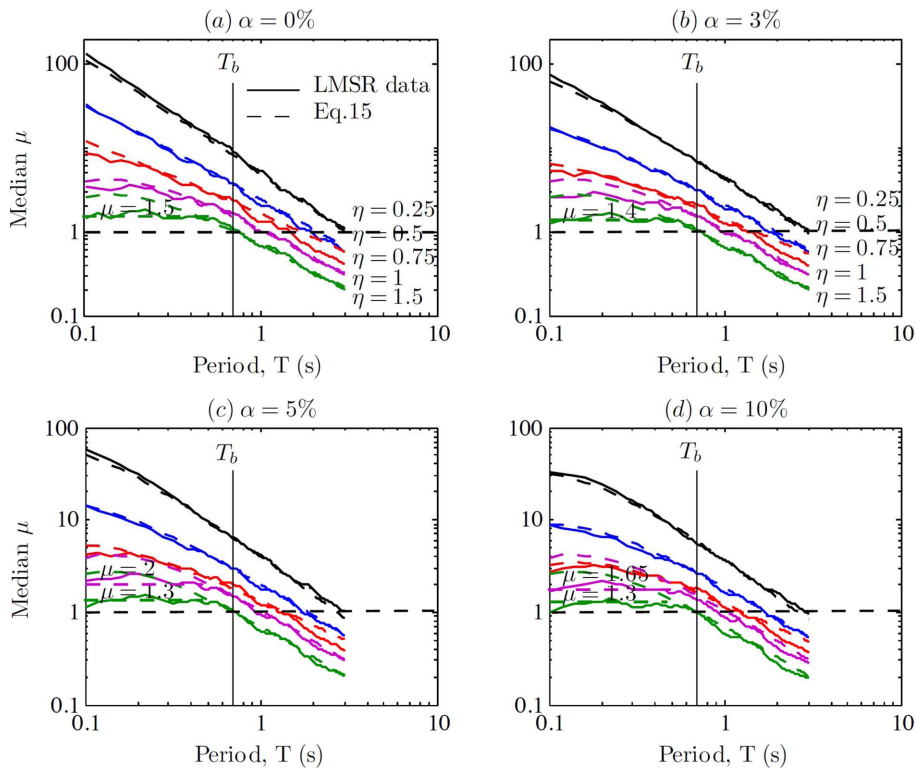 (a) α = 0%
100
10
1
0.1
Median μ
T_b
LMSR data
Eq.15
μ = 1.5
η = 0.25
η = 0.5
η = 0.75
η = 1
η = 1.5
0.1 1 10
Period, T (s)
(b) α = 3%
100
10
1
0.1
T_b
μ = 1.4
η = 0.25
η = 0.5
η = 0.75
η = 1
η = 1.5
0.1 1 10
Period, T (s)
(c) α = 5%
100
10
1
0.1
Median μ
T_b
μ = 2
μ = 1.3
0.1 1 10
Period, T (s)
(d) α = 10%
100
10
1
0.1
T_b
μ = 1.65
μ = 1.3
0.1 1 10
Period, T (s)